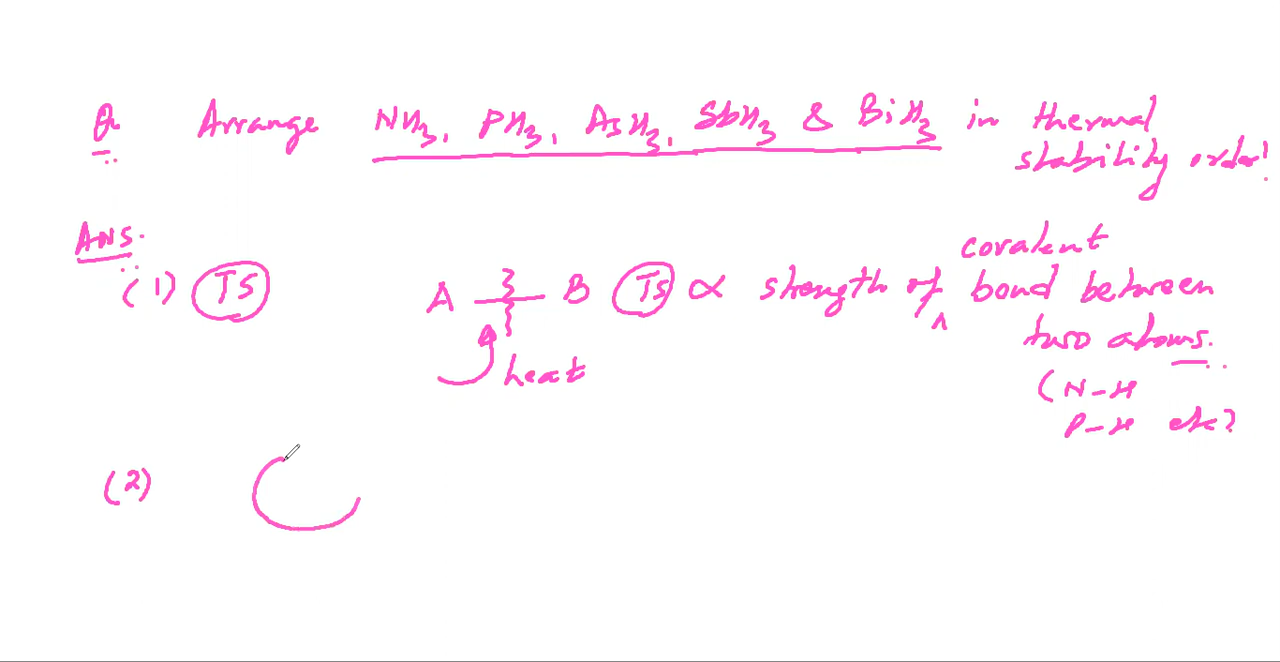 Q Arrange NH3, PH3, AsH3, SbH3 & BiH3 in thermal
stability order!
ANS.
(1) TS A — B TS ∝ strength of covalent bond between
two atoms.
heat
(N-H
P-H etc)
(2)